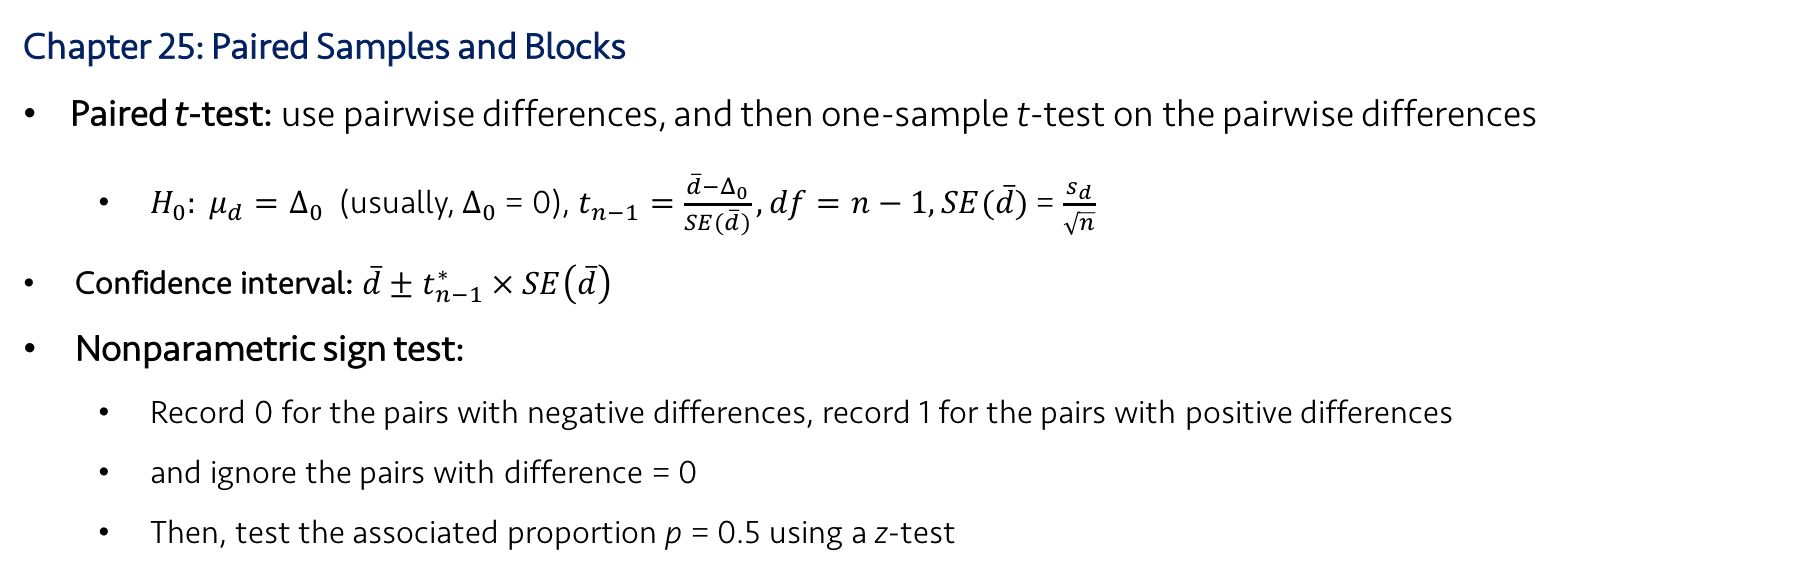 Chapter 25: Paired Samples and Blocks
• Paired t-test: use pairwise differences, and then one-sample t-test on the pairwise differences
• H₀: μ_d = Δ₀ (usually, Δ₀ = 0), t_{n−1} = (d̄−Δ₀)/(SE(d̄)), df = n − 1, SE(d̄) = s_d/√n
• Confidence interval: d̄ ± t*_{n−1} × SE(d̄)
• Nonparametric sign test:
• Record 0 for the pairs with negative differences, record 1 for the pairs with positive differences
• and ignore the pairs with difference = 0
• Then, test the associated proportion p = 0.5 using a z-test